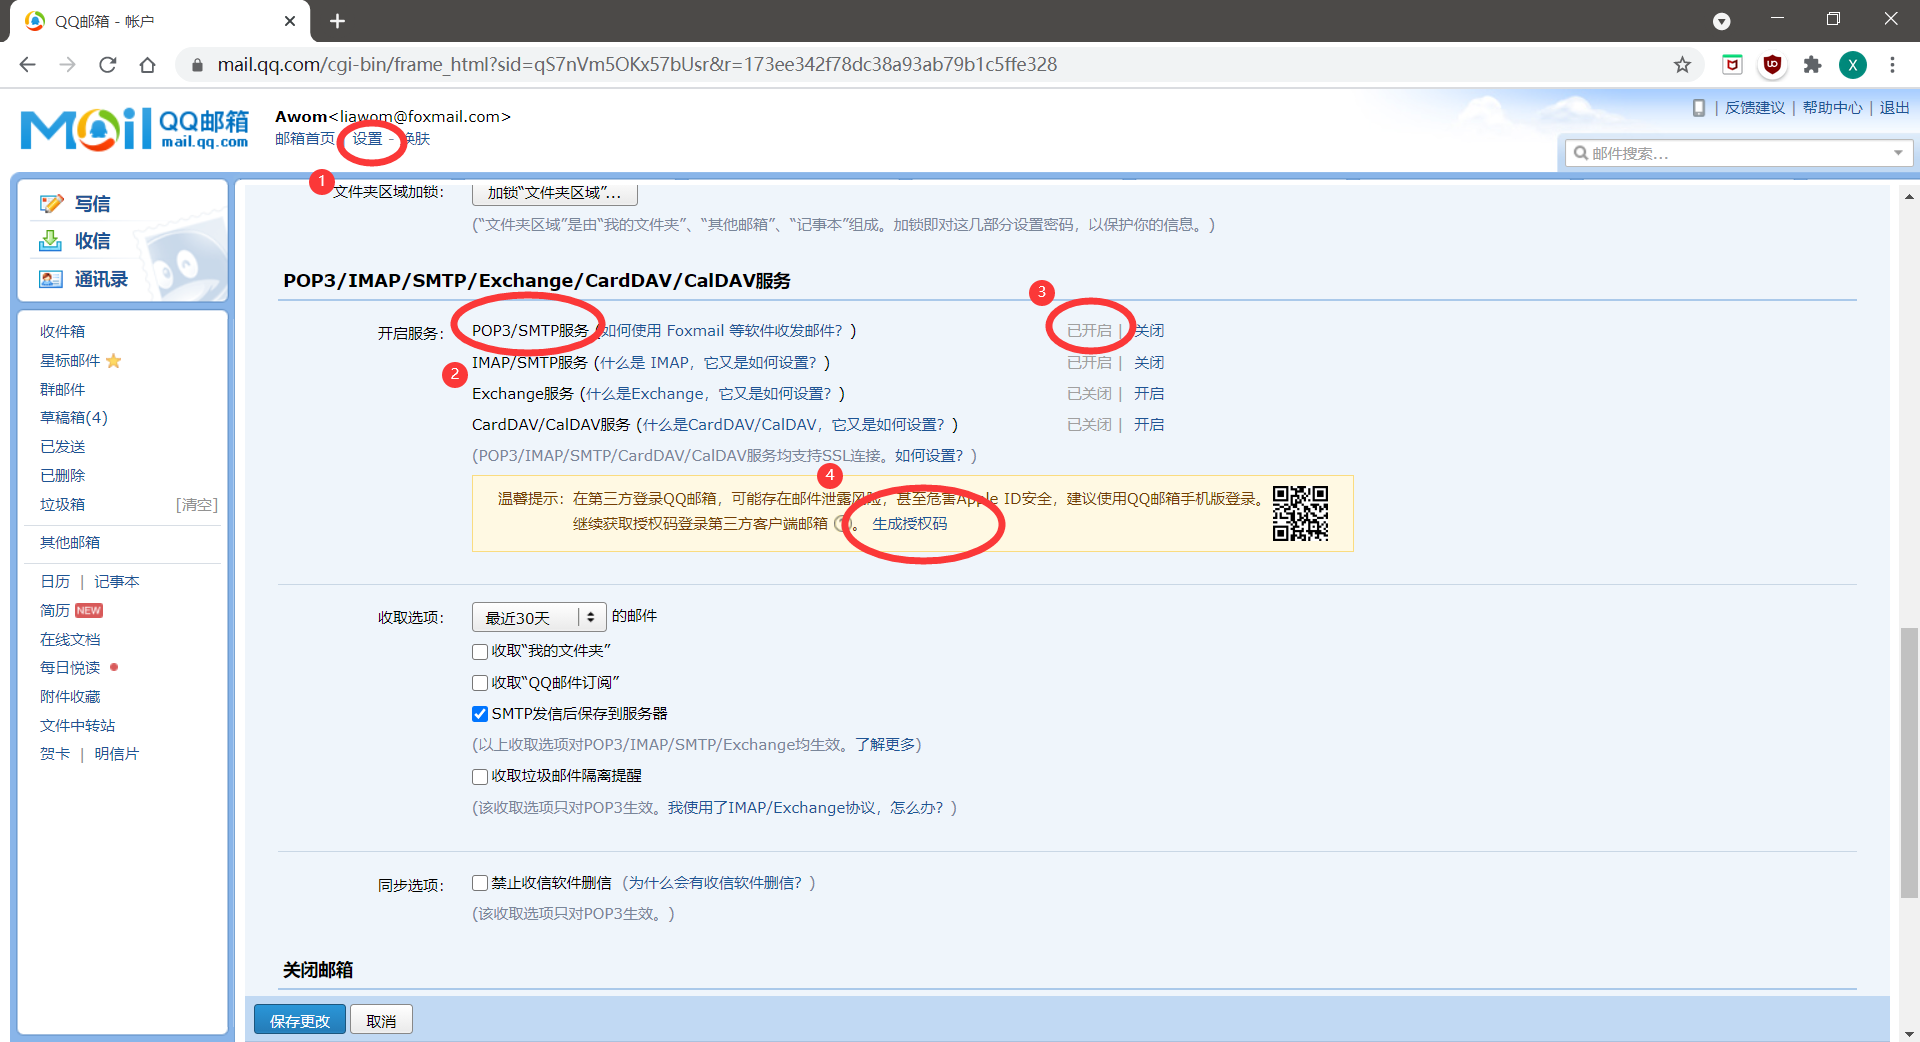 QQ邮箱 - 帐户
mail.qq.com/cgi-bin/frame_html?sid=qS7nVm5OKx57bUsr&r=173ee342f78dc38a93ab79b1c5ffe328
X
Mail QQ邮箱
mail.qq.com
Awom<liawom@foxmail.com>
邮箱首页 设置 - 换肤
| 反馈建议 | 帮助中心 | 退出
邮件搜索...
写信
收信
通讯录
收件箱
星标邮件
群邮件
草稿箱(4)
已发送
已删除
垃圾箱 [清空]
其他邮箱
日历 | 记事本
简历 NEW
在线文档
每日悦读
附件收藏
文件中转站
贺卡 | 明信片
1
文件夹区域加锁： 加锁“文件夹区域”...
(“文件夹区域”是由“我的文件夹”、“其他邮箱”、“记事本”组成。加锁即对这几部分设置密码，以保护你的信息。)
POP3/IMAP/SMTP/Exchange/CardDAV/CalDAV服务
3
开启服务： POP3/SMTP服务 (如何使用 Foxmail 等软件收发邮件？) 已开启 | 关闭
IMAP/SMTP服务 (什么是 IMAP，它又是如何设置？) 已开启 | 关闭
2
Exchange服务 (什么是Exchange，它又是如何设置？) 已关闭 | 开启
CardDAV/CalDAV服务 (什么是CardDAV/CalDAV，它又是如何设置？) 已关闭 | 开启
(POP3/IMAP/SMTP/CardDAV/CalDAV服务均支持SSL连接。如何设置？)
4
温馨提示：在第三方登录QQ邮箱，可能存在邮件泄露风险，甚至危害Apple ID安全，建议使用QQ邮箱手机版登录。
继续获取授权码登录第三方客户端邮箱 ? 。 生成授权码
收取选项： 最近30天 的邮件
收取“我的文件夹”
收取“QQ邮件订阅”
SMTP发信后保存到服务器
(以上收取选项对POP3/IMAP/SMTP/Exchange均生效。了解更多)
收取垃圾邮件隔离提醒
(该收取选项只对POP3生效。我使用了IMAP/Exchange协议，怎么办？)
同步选项： 禁止收信软件删信 （为什么会有收信软件删信？)
(该收取选项只对POP3生效。)
关闭邮箱
保存更改 取消